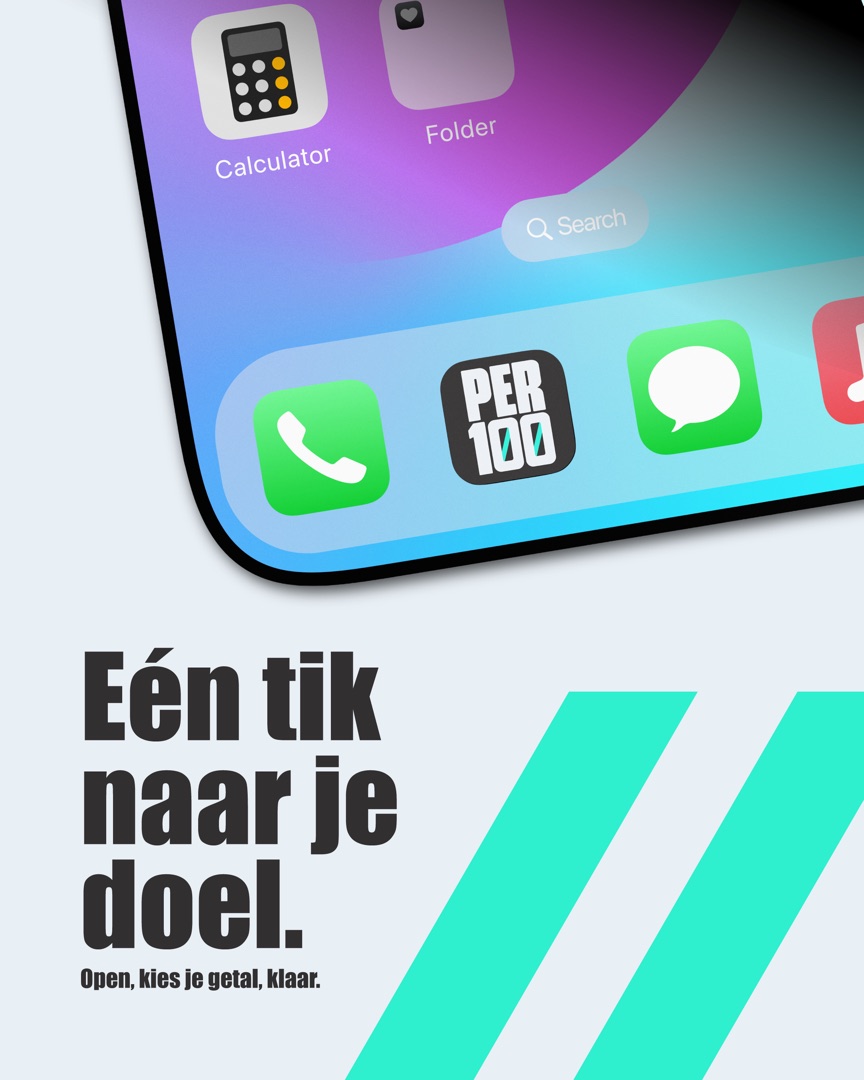 Calculator
Folder
Search
PER
100
Eén tik
naar je
doel.
Open, kies je getal, klaar.